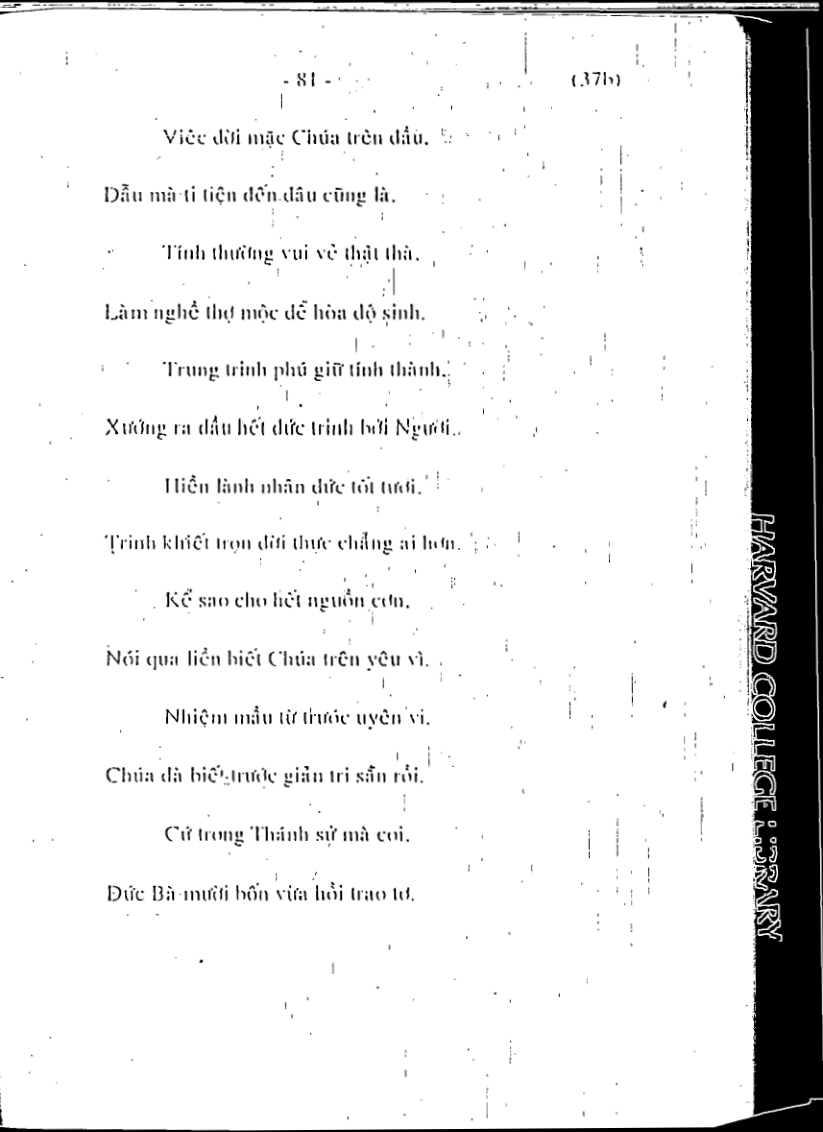 - 81 - (37b)
Việc đời mặc Chúa trên đầu.
Dẫu mà ti tiện đến đâu cũng là.
Tính thường vui vẻ thật thà.
Làm nghề thợ mộc để hòa độ sinh.
Trung trinh phú giữ tính thành.
Xướng ra đầu hết đức trinh bởi Người.
Hiền lành nhân đức tốt tươi.
Trinh khiết trọn đời thực chẳng ai hơn.
Kể sao cho hết nguồn cơn.
Nói qua liền biết Chúa trên yêu vì.
Nhiệm mầu từ trước uyên vi.
Chúa đà biết trước giản tri sẵn rồi.
Cứ trong Thánh sử mà coi.
Đức Bà mười bốn vừa hồi trao tơ.
HARVARD COLLEGE LIBRARY